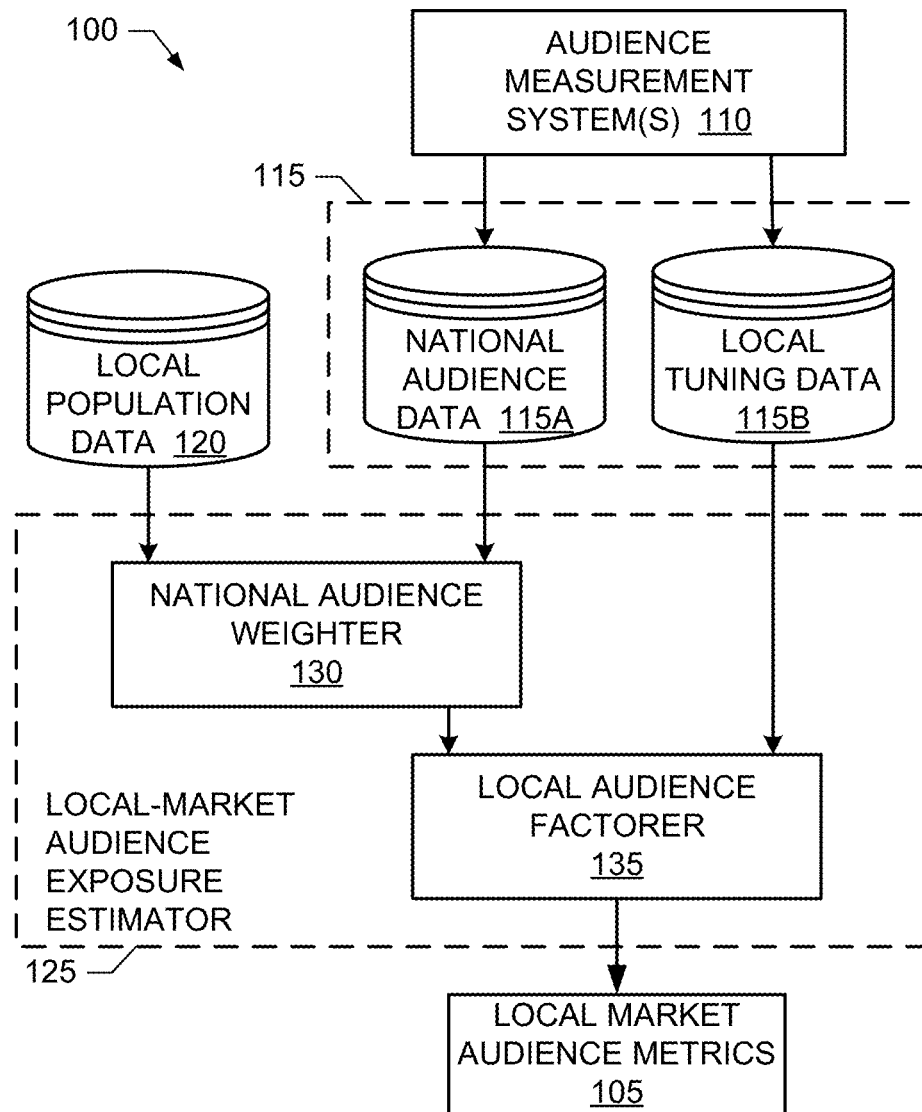 100
AUDIENCE
MEASUREMENT
SYSTEM(S) 110
115
LOCAL
POPULATION
DATA 120
NATIONAL
AUDIENCE
DATA 115A
LOCAL
TUNING DATA
115B
NATIONAL AUDIENCE
WEIGHTER
130
LOCAL AUDIENCE
FACTORER
135
LOCAL-MARKET
AUDIENCE
EXPOSURE
ESTIMATOR
125
LOCAL MARKET
AUDIENCE METRICS
105